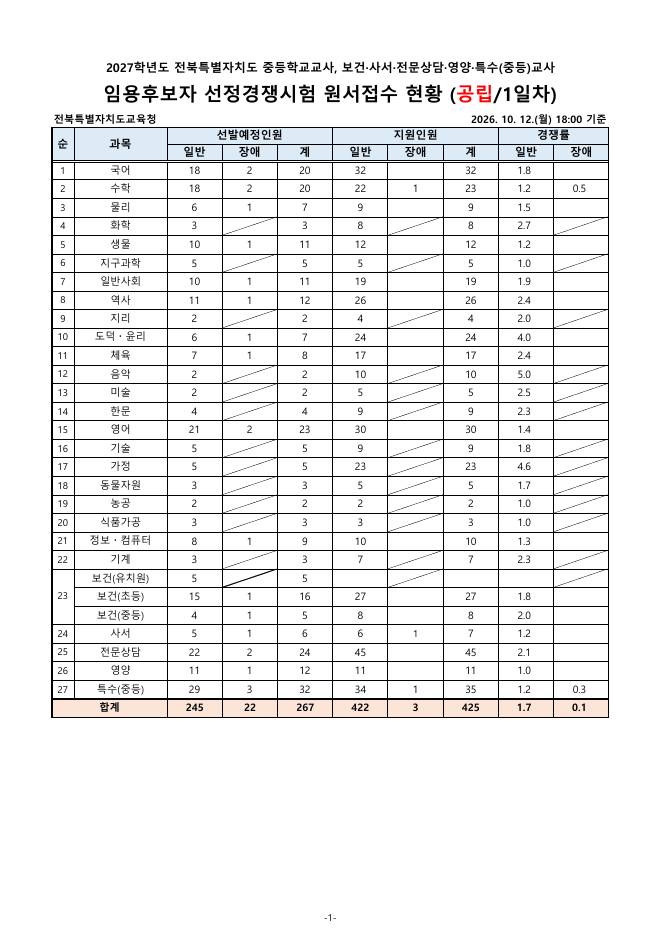 2027학년도 전북특별자치도 중등학교교사, 보건·사서·전문상담·영양·특수(중등)교사
임용후보자 선정경쟁시험 원서접수 현황 (공립/1일차)
전북특별자치도교육청 2026. 10. 12.(월) 18:00 기준
순 과목 선발예정인원 지원인원 경쟁률
일반 장애 계 일반 장애 계 일반 장애
1 국어 18 2 20 32 32 1.8
2 수학 18 2 20 22 1 23 1.2 0.5
3 물리 6 1 7 9 9 1.5
4 화학 3 3 8 8 2.7
5 생물 10 1 11 12 12 1.2
6 지구과학 5 5 5 5 1.0
7 일반사회 10 1 11 19 19 1.9
8 역사 11 1 12 26 26 2.4
9 지리 2 2 4 4 2.0
10 도덕・윤리 6 1 7 24 24 4.0
11 체육 7 1 8 17 17 2.4
12 음악 2 2 10 10 5.0
13 미술 2 2 5 5 2.5
14 한문 4 4 9 9 2.3
15 영어 21 2 23 30 30 1.4
16 기술 5 5 9 9 1.8
17 가정 5 5 23 23 4.6
18 동물자원 3 3 5 5 1.7
19 농공 2 2 2 2 1.0
20 식품가공 3 3 3 3 1.0
21 정보・컴퓨터 8 1 9 10 10 1.3
22 기계 3 3 7 7 2.3
23 보건(유치원) 5 5
보건(초등) 15 1 16 27 27 1.8
보건(중등) 4 1 5 8 8 2.0
24 사서 5 1 6 6 1 7 1.2
25 전문상담 22 2 24 45 45 2.1
26 영양 11 1 12 11 11 1.0
27 특수(중등) 29 3 32 34 1 35 1.2 0.3
합계 245 22 267 422 3 425 1.7 0.1
-1-